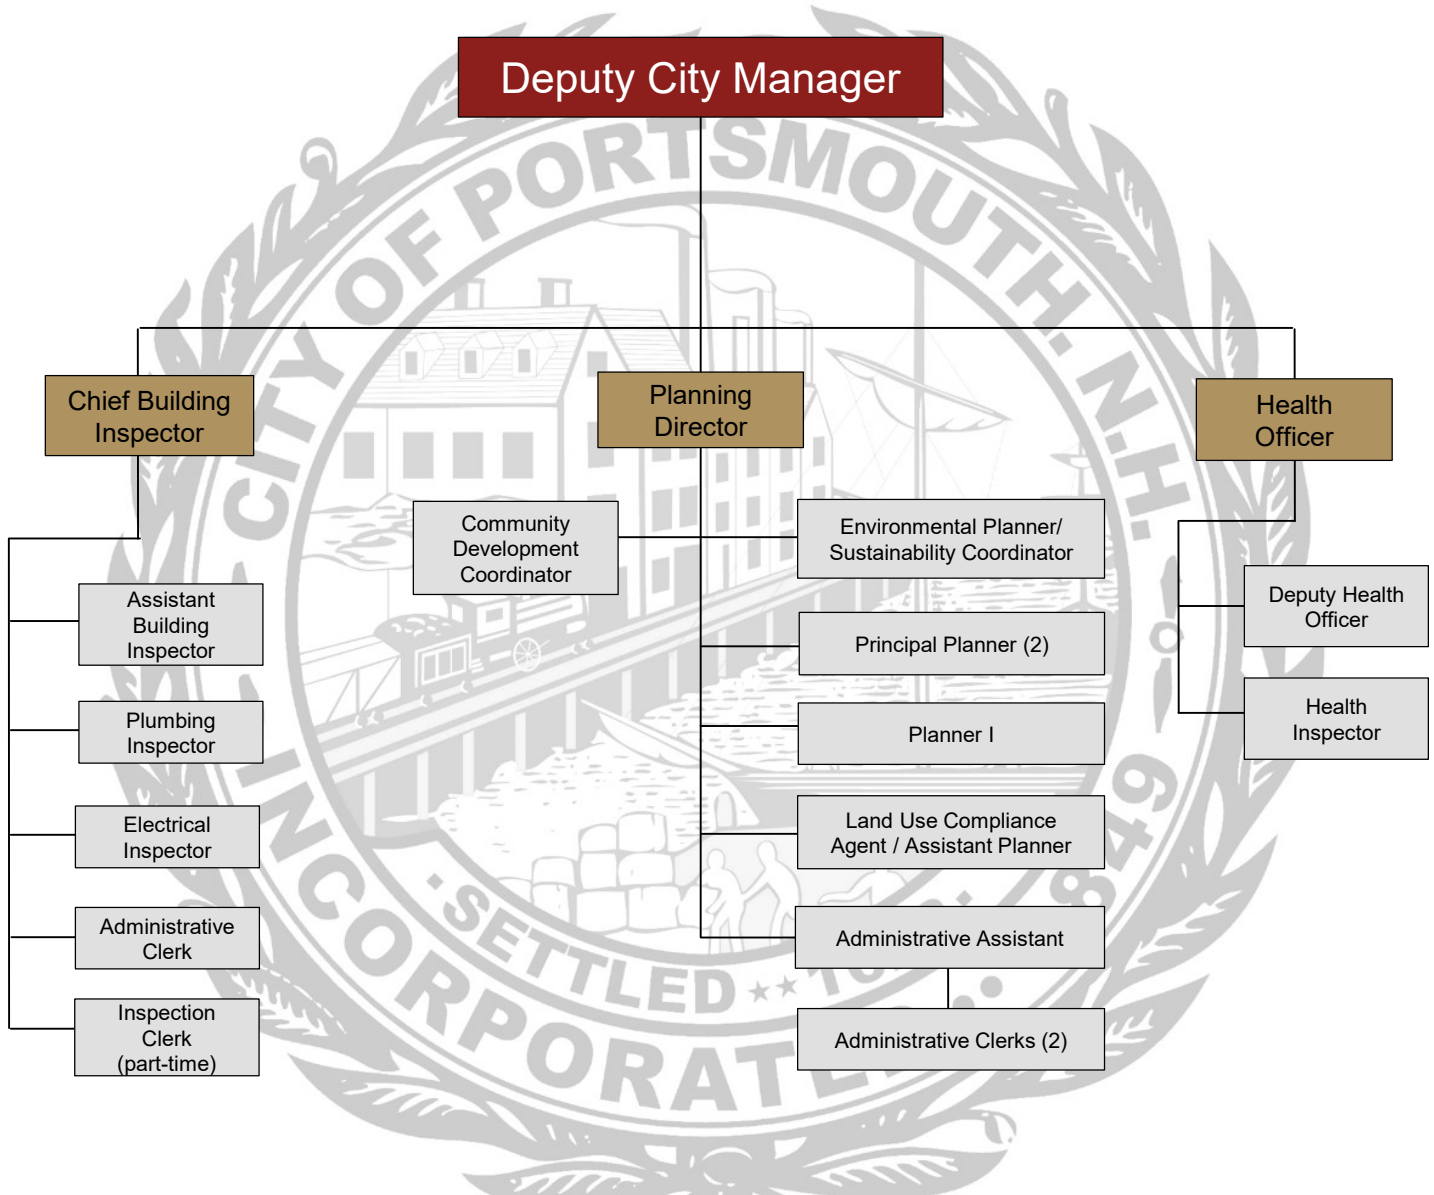 Deputy City Manager
CITY OF PORTSMOUTH. N.H.
Chief Building
Inspector
Planning
Director
Health
Officer
Community
Development
Coordinator
Environmental Planner/
Sustainability Coordinator
Assistant
Building
Inspector
Principal Planner (2)
Deputy Health
Officer
Plumbing
Inspector
Planner I
Health
Inspector
Electrical
Inspector
Land Use Compliance
Agent / Assistant Planner
Administrative
Clerk
Administrative Assistant
Inspection
Clerk
(part-time)
Administrative Clerks (2)
SETTLED
849